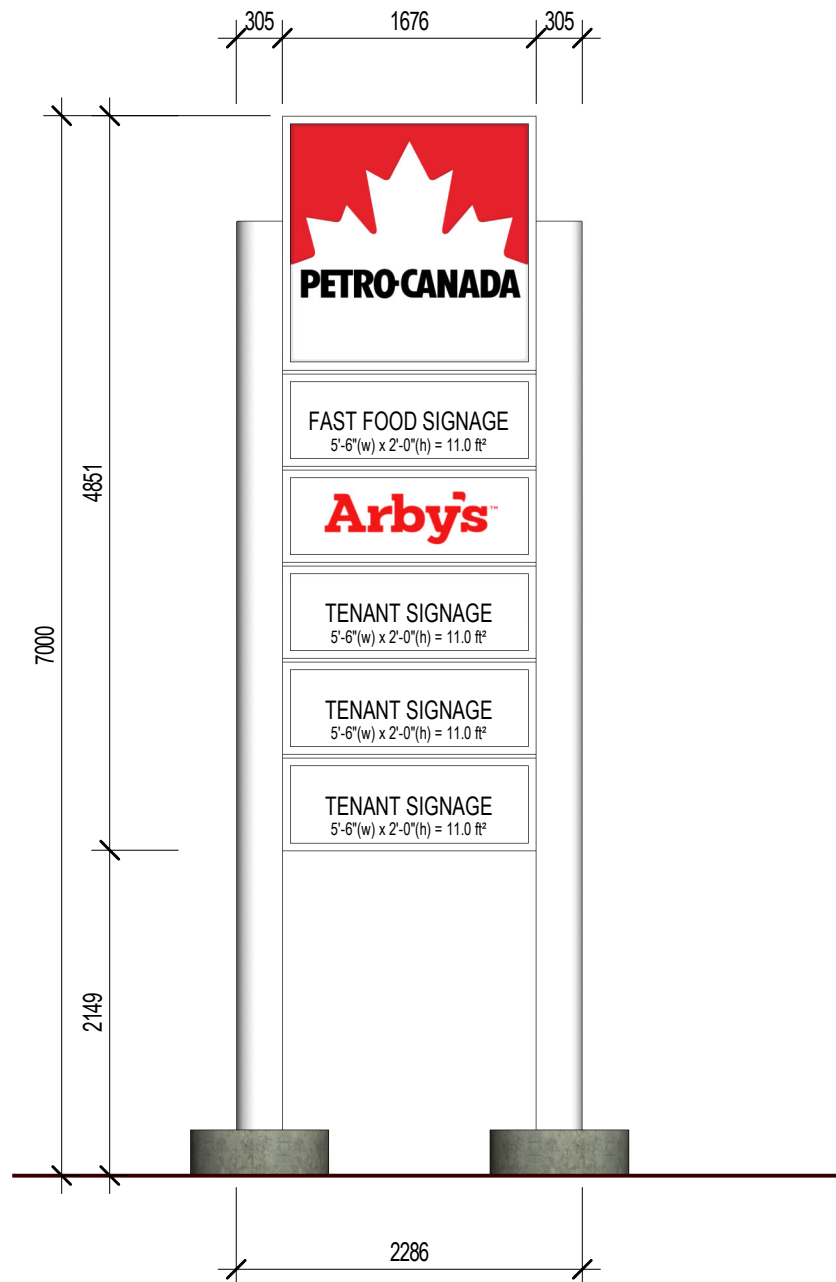 305 1676 305
PETRO-CANADA
FAST FOOD SIGNAGE
5'-6"(w) x 2'-0"(h) = 11.0 ft²
4851
Arby's™
TENANT SIGNAGE
5'-6"(w) x 2'-0"(h) = 11.0 ft²
7000
TENANT SIGNAGE
5'-6"(w) x 2'-0"(h) = 11.0 ft²
TENANT SIGNAGE
5'-6"(w) x 2'-0"(h) = 11.0 ft²
2149
2286